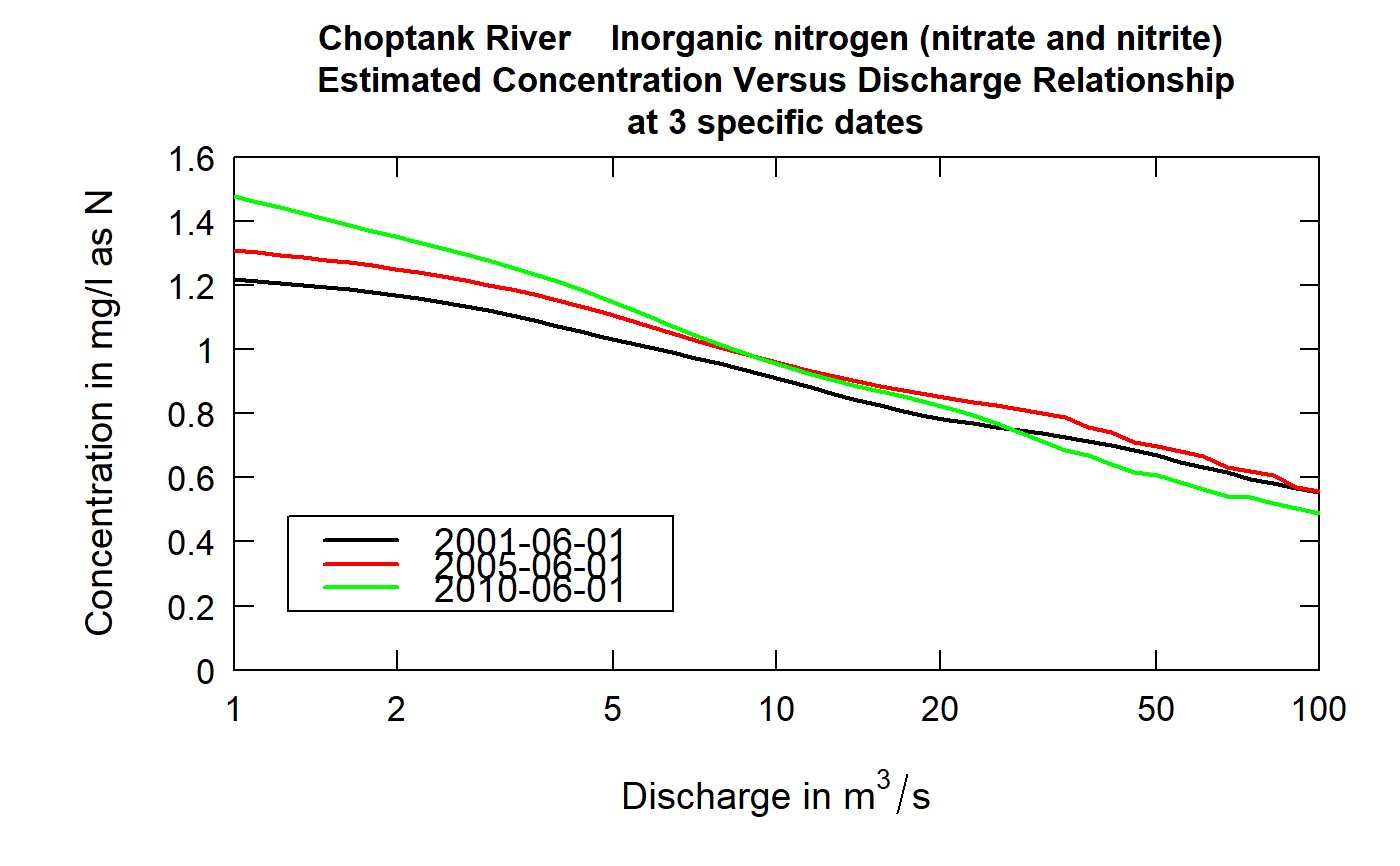 Choptank River Inorganic nitrogen (nitrate and nitrite)
Estimated Concentration Versus Discharge Relationship
at 3 specific dates
Concentration in mg/l as N
1.6
1.4
1.2
1
0.8
0.6
0.4
0.2
0
2001-06-01
2005-06-01
2010-06-01
1 2 5 10 20 50 100
Discharge in m³/s